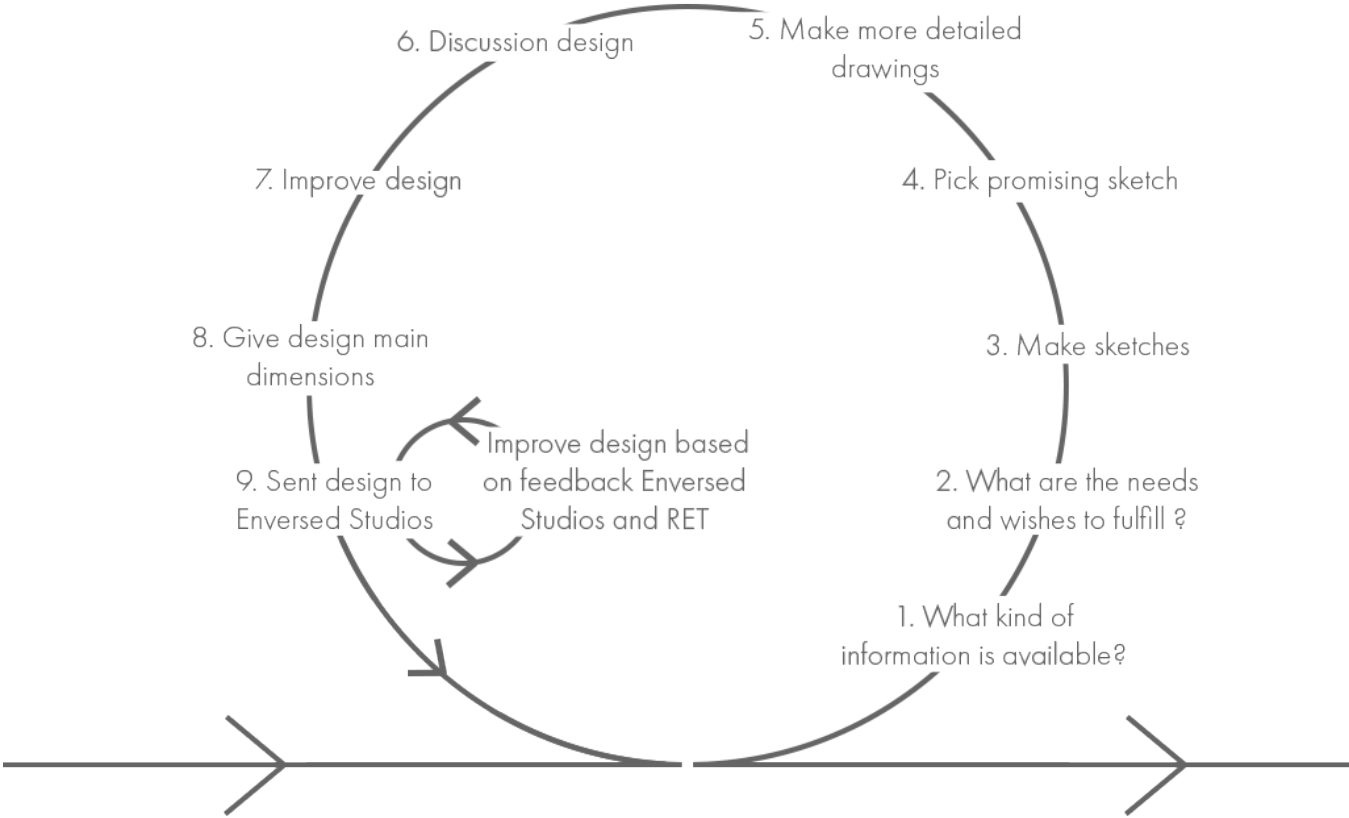 6. Discussion design
5. Make more detailed
drawings
7. Improve design
4. Pick promising sketch
8. Give design main
dimensions
3. Make sketches
Improve design based
on feedback Enversed
Studios and RET
9. Sent design to
Enversed Studios
2. What are the needs
and wishes to fulfill ?
1. What kind of
information is available?